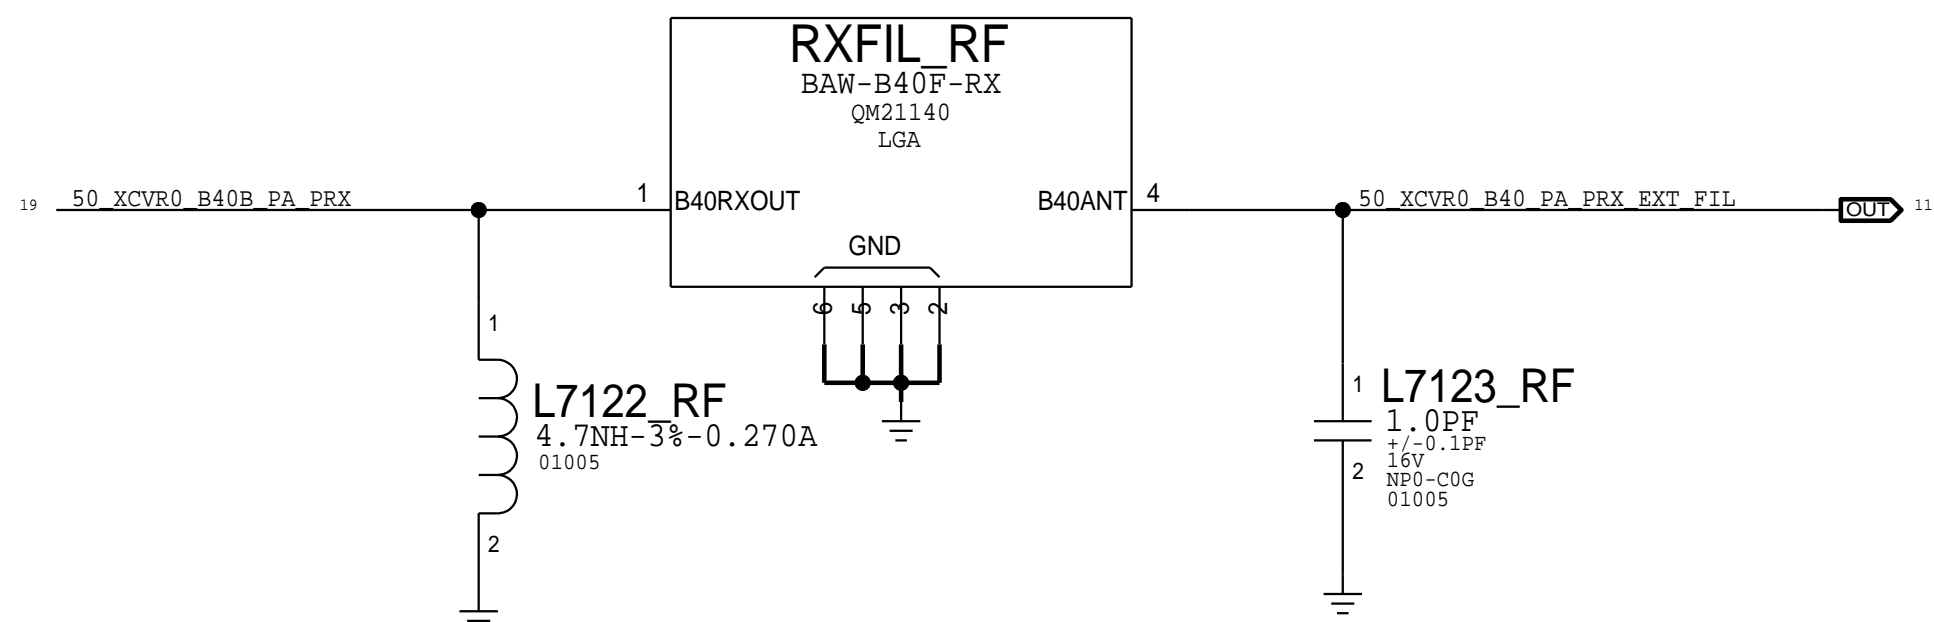 RXFIL_RF
BAW-B40F-RX
QM21140
LGA
19 50_XCVR0_B40B_PA_PRX
1 B40RXOUT
B40ANT 4
50_XCVR0_B40_PA_PRX_EXT_FIL
OUT 11
GND
6 5 3 2
1
L7122_RF
4.7NH-3%-0.270A
01005
2
1
L7123_RF
1.0PF
+/-0.1PF
16V
2
NP0-C0G
01005